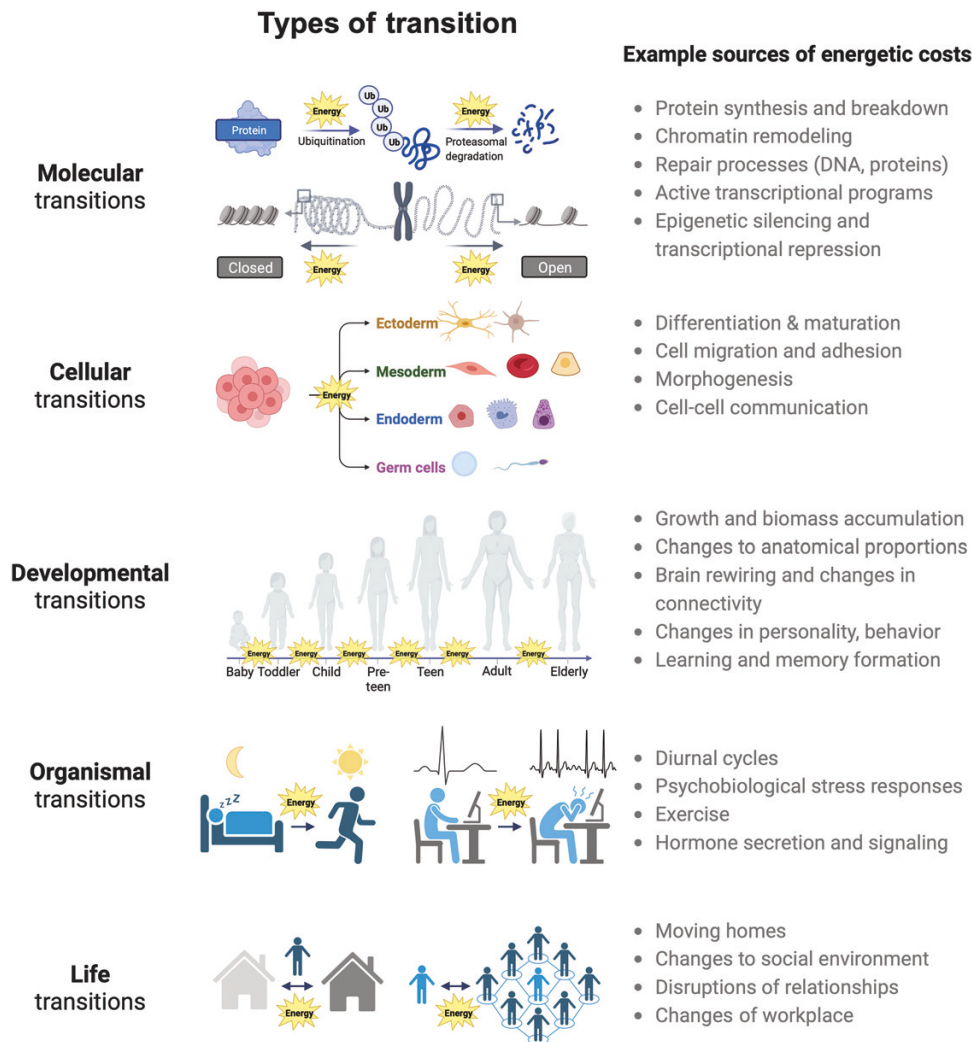 Types of transition
Example sources of energetic costs
Molecular
transitions
Protein
Energy
Ubiquitination
Ub
Ub
Ub
Ub
Energy
Proteasomal
degradation
Closed
Energy
Energy
Open
• Protein synthesis and breakdown
• Chromatin remodeling
• Repair processes (DNA, proteins)
• Active transcriptional programs
• Epigenetic silencing and
transcriptional repression
Cellular
transitions
Energy
Ectoderm
Mesoderm
Endoderm
Germ cells
• Differentiation & maturation
• Cell migration and adhesion
• Morphogenesis
• Cell-cell communication
Developmental
transitions
Energy
Energy
Energy
Energy
Energy
Energy
Baby
Toddler
Child
Pre-
teen
Teen
Adult
Elderly
• Growth and biomass accumulation
• Changes to anatomical proportions
• Brain rewiring and changes in
connectivity
• Changes in personality, behavior
• Learning and memory formation
Organismal
transitions
zzz
Energy
Energy
• Diurnal cycles
• Psychobiological stress responses
• Exercise
• Hormone secretion and signaling
Life
transitions
Energy
Energy
• Moving homes
• Changes to social environment
• Disruptions of relationships
• Changes of workplace